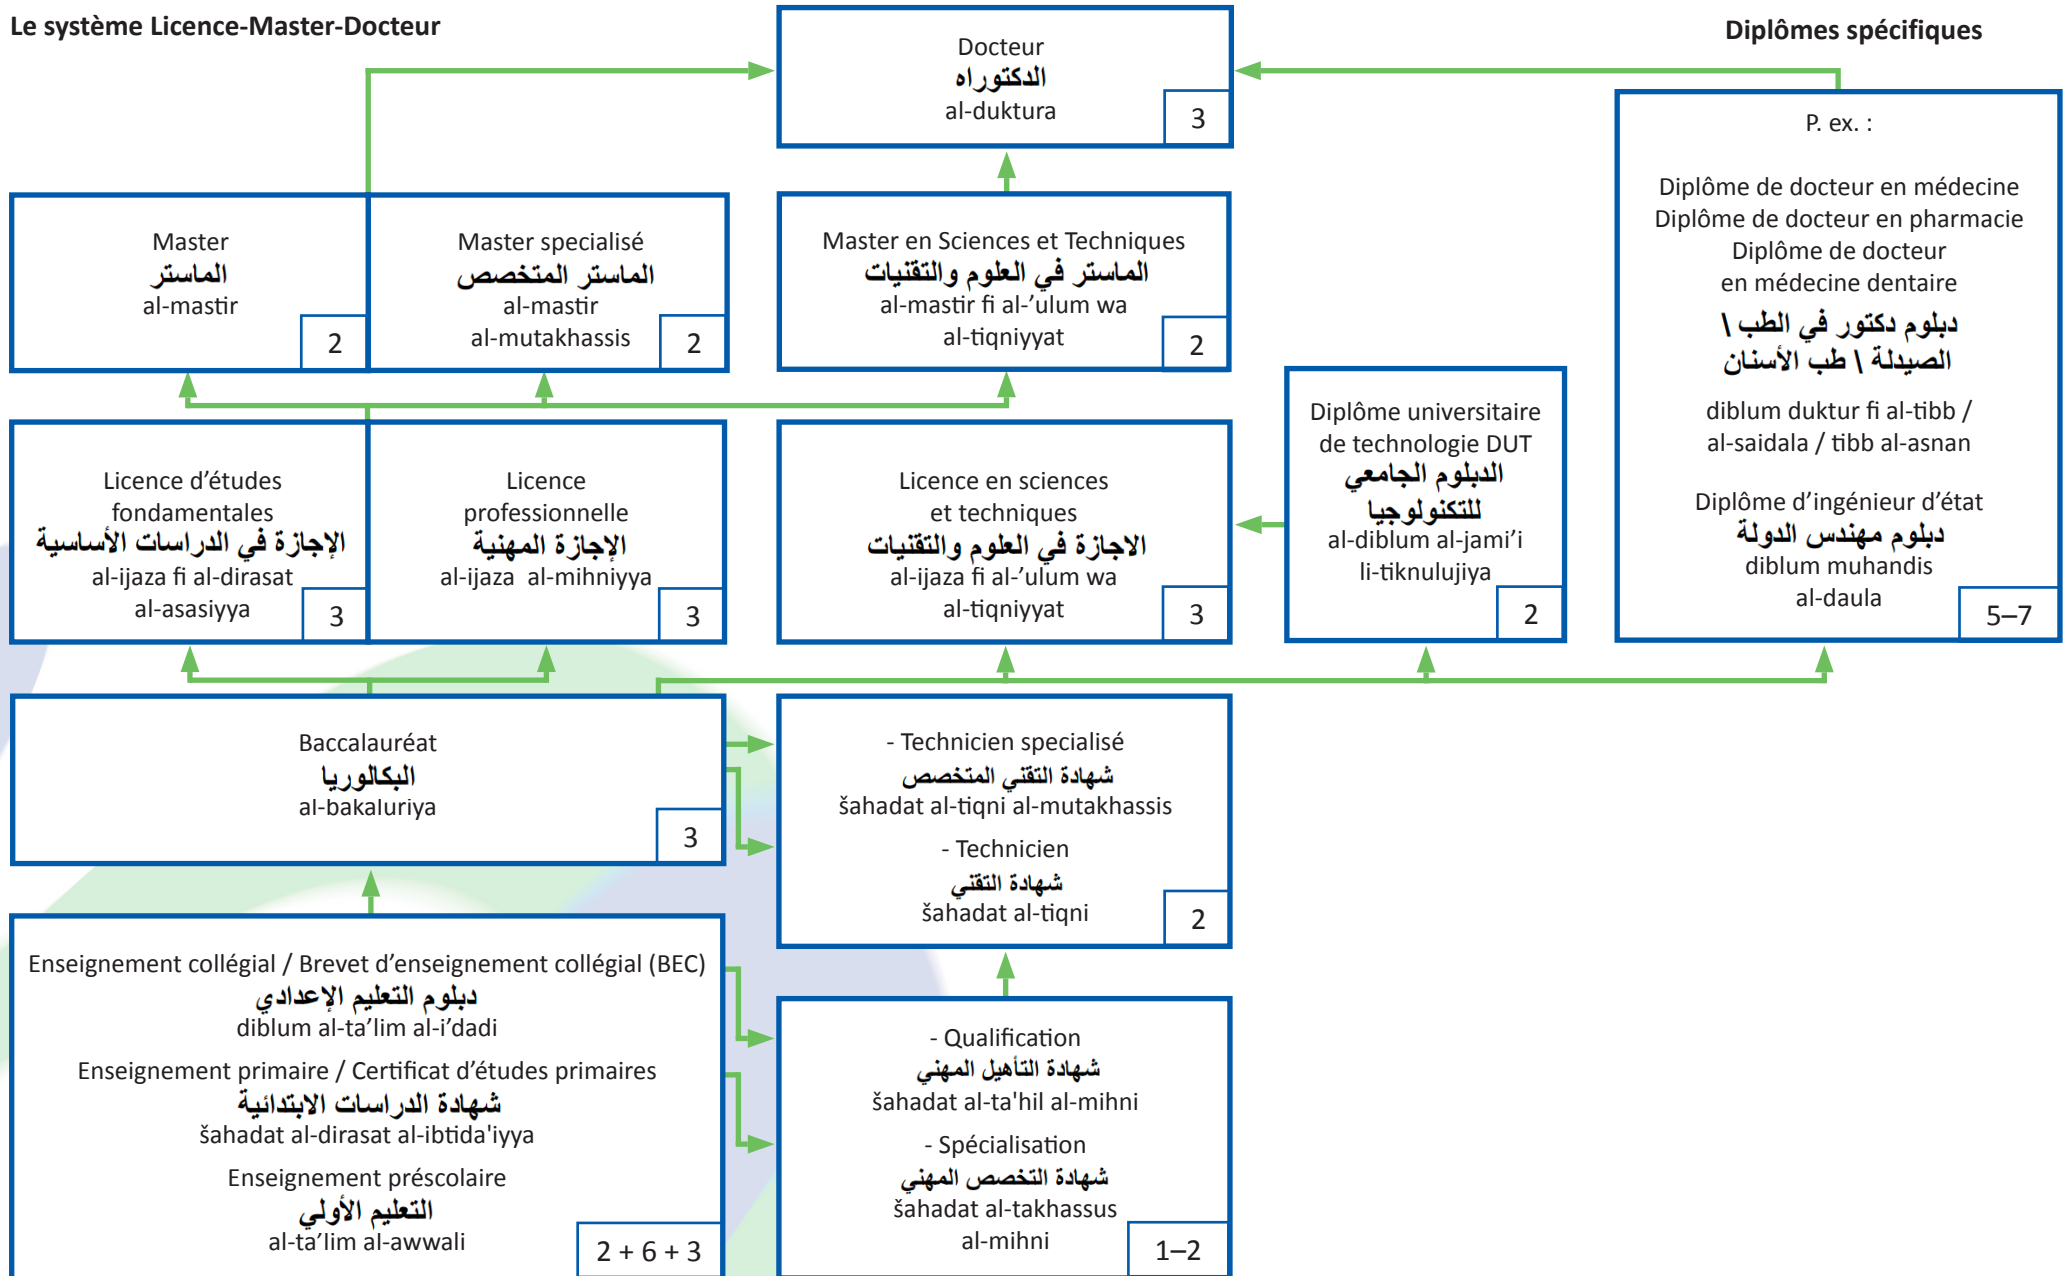 Le système Licence-Master-Docteur
Diplômes spécifiques
Docteur
الدكتوراه
al-duktura
3
P. ex. :
Diplôme de docteur en médecine
Diplôme de docteur en pharmacie
Diplôme de docteur
en médecine dentaire
دبلوم دكتور في الطب \
الصيدلة \ طب الأسنان
diblum duktur fi al-tibb /
al-saidala / tibb al-asnan
Diplôme d’ingénieur d’état
دبلوم مهندس الدولة
diblum muhandis
al-daula
5–7
Master
الماستر
al-mastir
2
Master specialisé
الماستر المتخصص
al-mastir
al-mutakhassis
2
Master en Sciences et Techniques
الماستر في العلوم والتقنيات
al-mastir fi al-’ulum wa
al-tiqniyyat
2
Licence d’études
fondamentales
الإجازة في الدراسات الأساسية
al-ijaza fi al-dirasat
al-asasiyya
3
Licence
professionnelle
الإجازة المهنية
al-ijaza al-mihniyya
3
Licence en sciences
et techniques
الاجازة في العلوم والتقنيات
al-ijaza fi al-’ulum wa
al-tiqniyyat
3
Diplôme universitaire
de technologie DUT
الدبلوم الجامعي
للتكنولوجيا
al-diblum al-jami’i
li-tiknulujiya
2
Baccalauréat
البكالوريا
al-bakaluriya
3
- Technicien specialisé
شهادة التقني المتخصص
šahadat al-tiqni al-mutakhassis
- Technicien
شهادة التقني
šahadat al-tiqni
2
Enseignement collégial / Brevet d’enseignement collégial (BEC)
دبلوم التعليم الإعدادي
diblum al-ta’lim al-i’dadi
Enseignement primaire / Certificat d’études primaires
شهادة الدراسات الابتدائية
šahadat al-dirasat al-ibtida'iyya
Enseignement préscolaire
التعليم الأولي
al-ta’lim al-awwali
2 + 6 + 3
- Qualification
شهادة التأهيل المهني
šahadat al-ta'hil al-mihni
- Spécialisation
شهادة التخصص المهني
šahadat al-takhassus
al-mihni
1–2